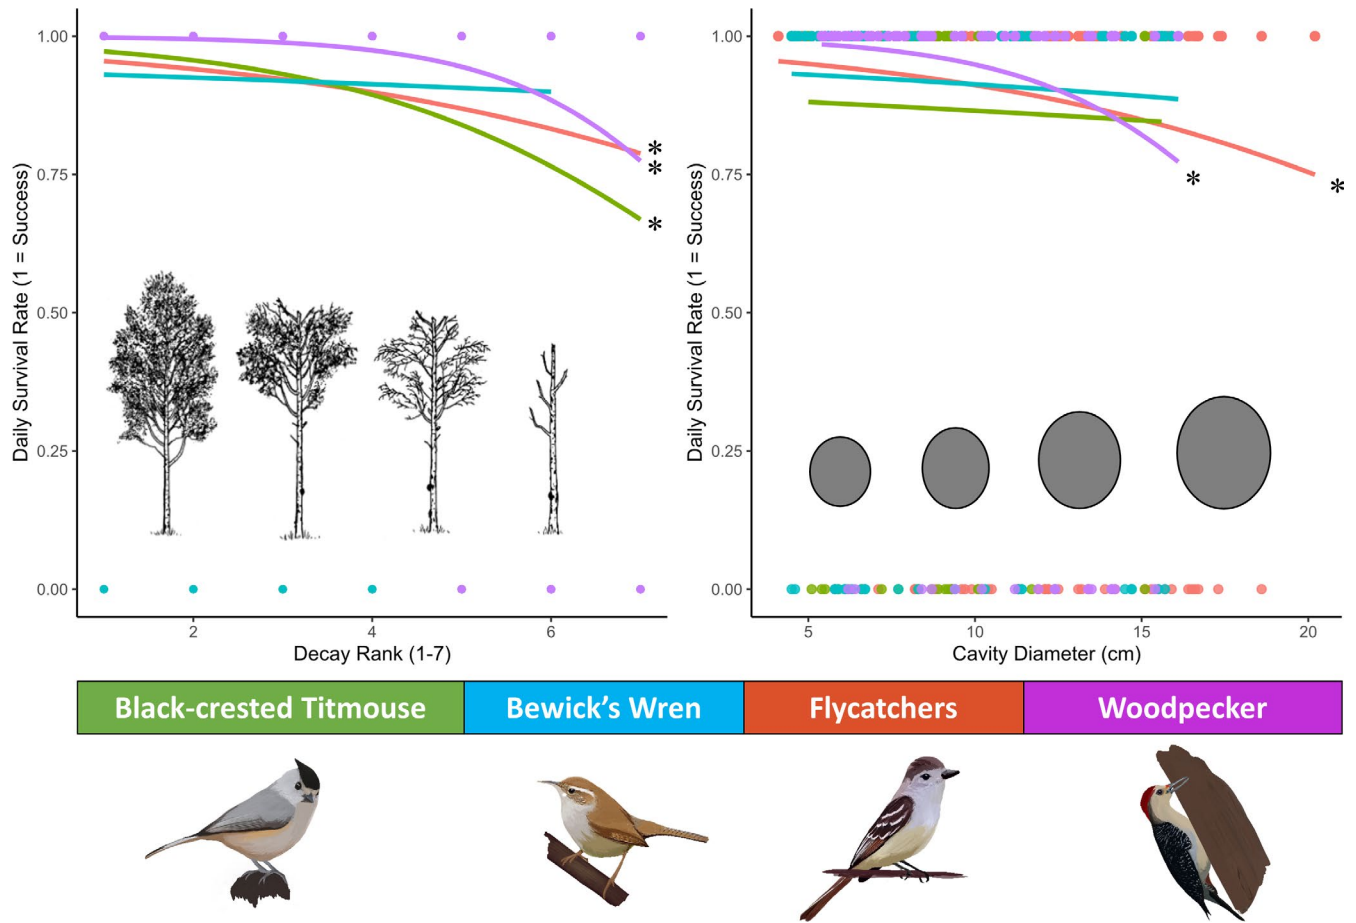 Daily Survival Rate (1 = Success)
1.00
0.75
0.50
0.25
0.00
*
*
*
2
4
6
Decay Rank (1-7)
Daily Survival Rate (1 = Success)
1.00
0.75
0.50
0.25
0.00
*
*
5
10
15
20
Cavity Diameter (cm)
Black-crested Titmouse
Bewick’s Wren
Flycatchers
Woodpecker